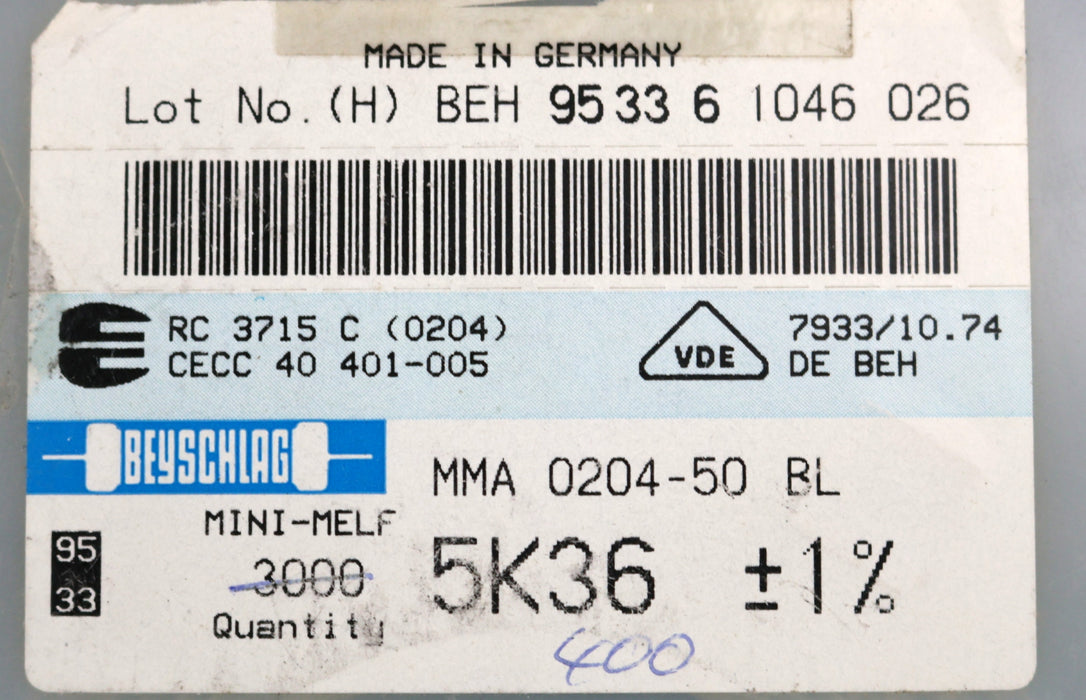 MADE IN GERMANY
Lot No.(H) BEH 95 33 6 1046 026
RC 3715 C (0204)
CECC 40 401-005
VDE
7933/10.74
DE BEH
BEYSCHLAG
MMA 0204-50 BL
MINI-MELF
95
33
3000
Quantity
5K36 ±1%
400